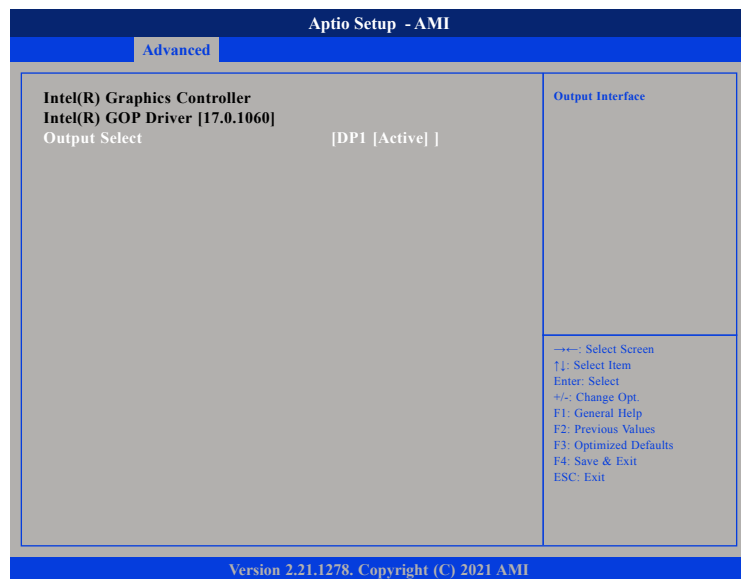 Aptio Setup - AMI
Advanced
Intel(R) Graphics Controller
Intel(R) GOP Driver [17.0.1060]
Output Select [DP1 [Active] ]
Output Interface
→←: Select Screen
↑↓: Select Item
Enter: Select
+/-: Change Opt.
F1: General Help
F2: Previous Values
F3: Optimized Defaults
F4: Save & Exit
ESC: Exit
Version 2.21.1278. Copyright (C) 2021 AMI